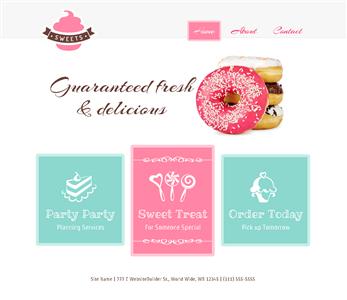 SWEETS
Home About Contact
Guaranteed fresh
& delicious
Party Party
Planning Services
Sweet Treat
For Someone Special
Order Today
Pick up Tomorrow
Site Name | 777 E Websitebuilder St., World Wide, WB 12345 | (111) 555-5555